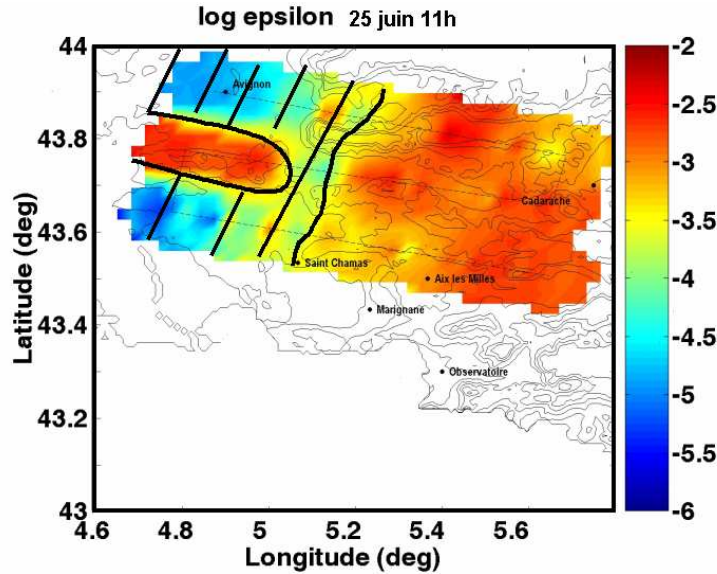 log epsilon 25 juin 11h
44
43.8
43.6
43.4
43.2
43
Latitude (deg)
Avignon
Cadarache
Saint Chamas
Aix les Milles
Marignane
Observatoire
4.6 4.8 5 5.2 5.4 5.6
Longitude (deg)
-2
-2.5
-3
-3.5
-4
-4.5
-5
-5.5
-6